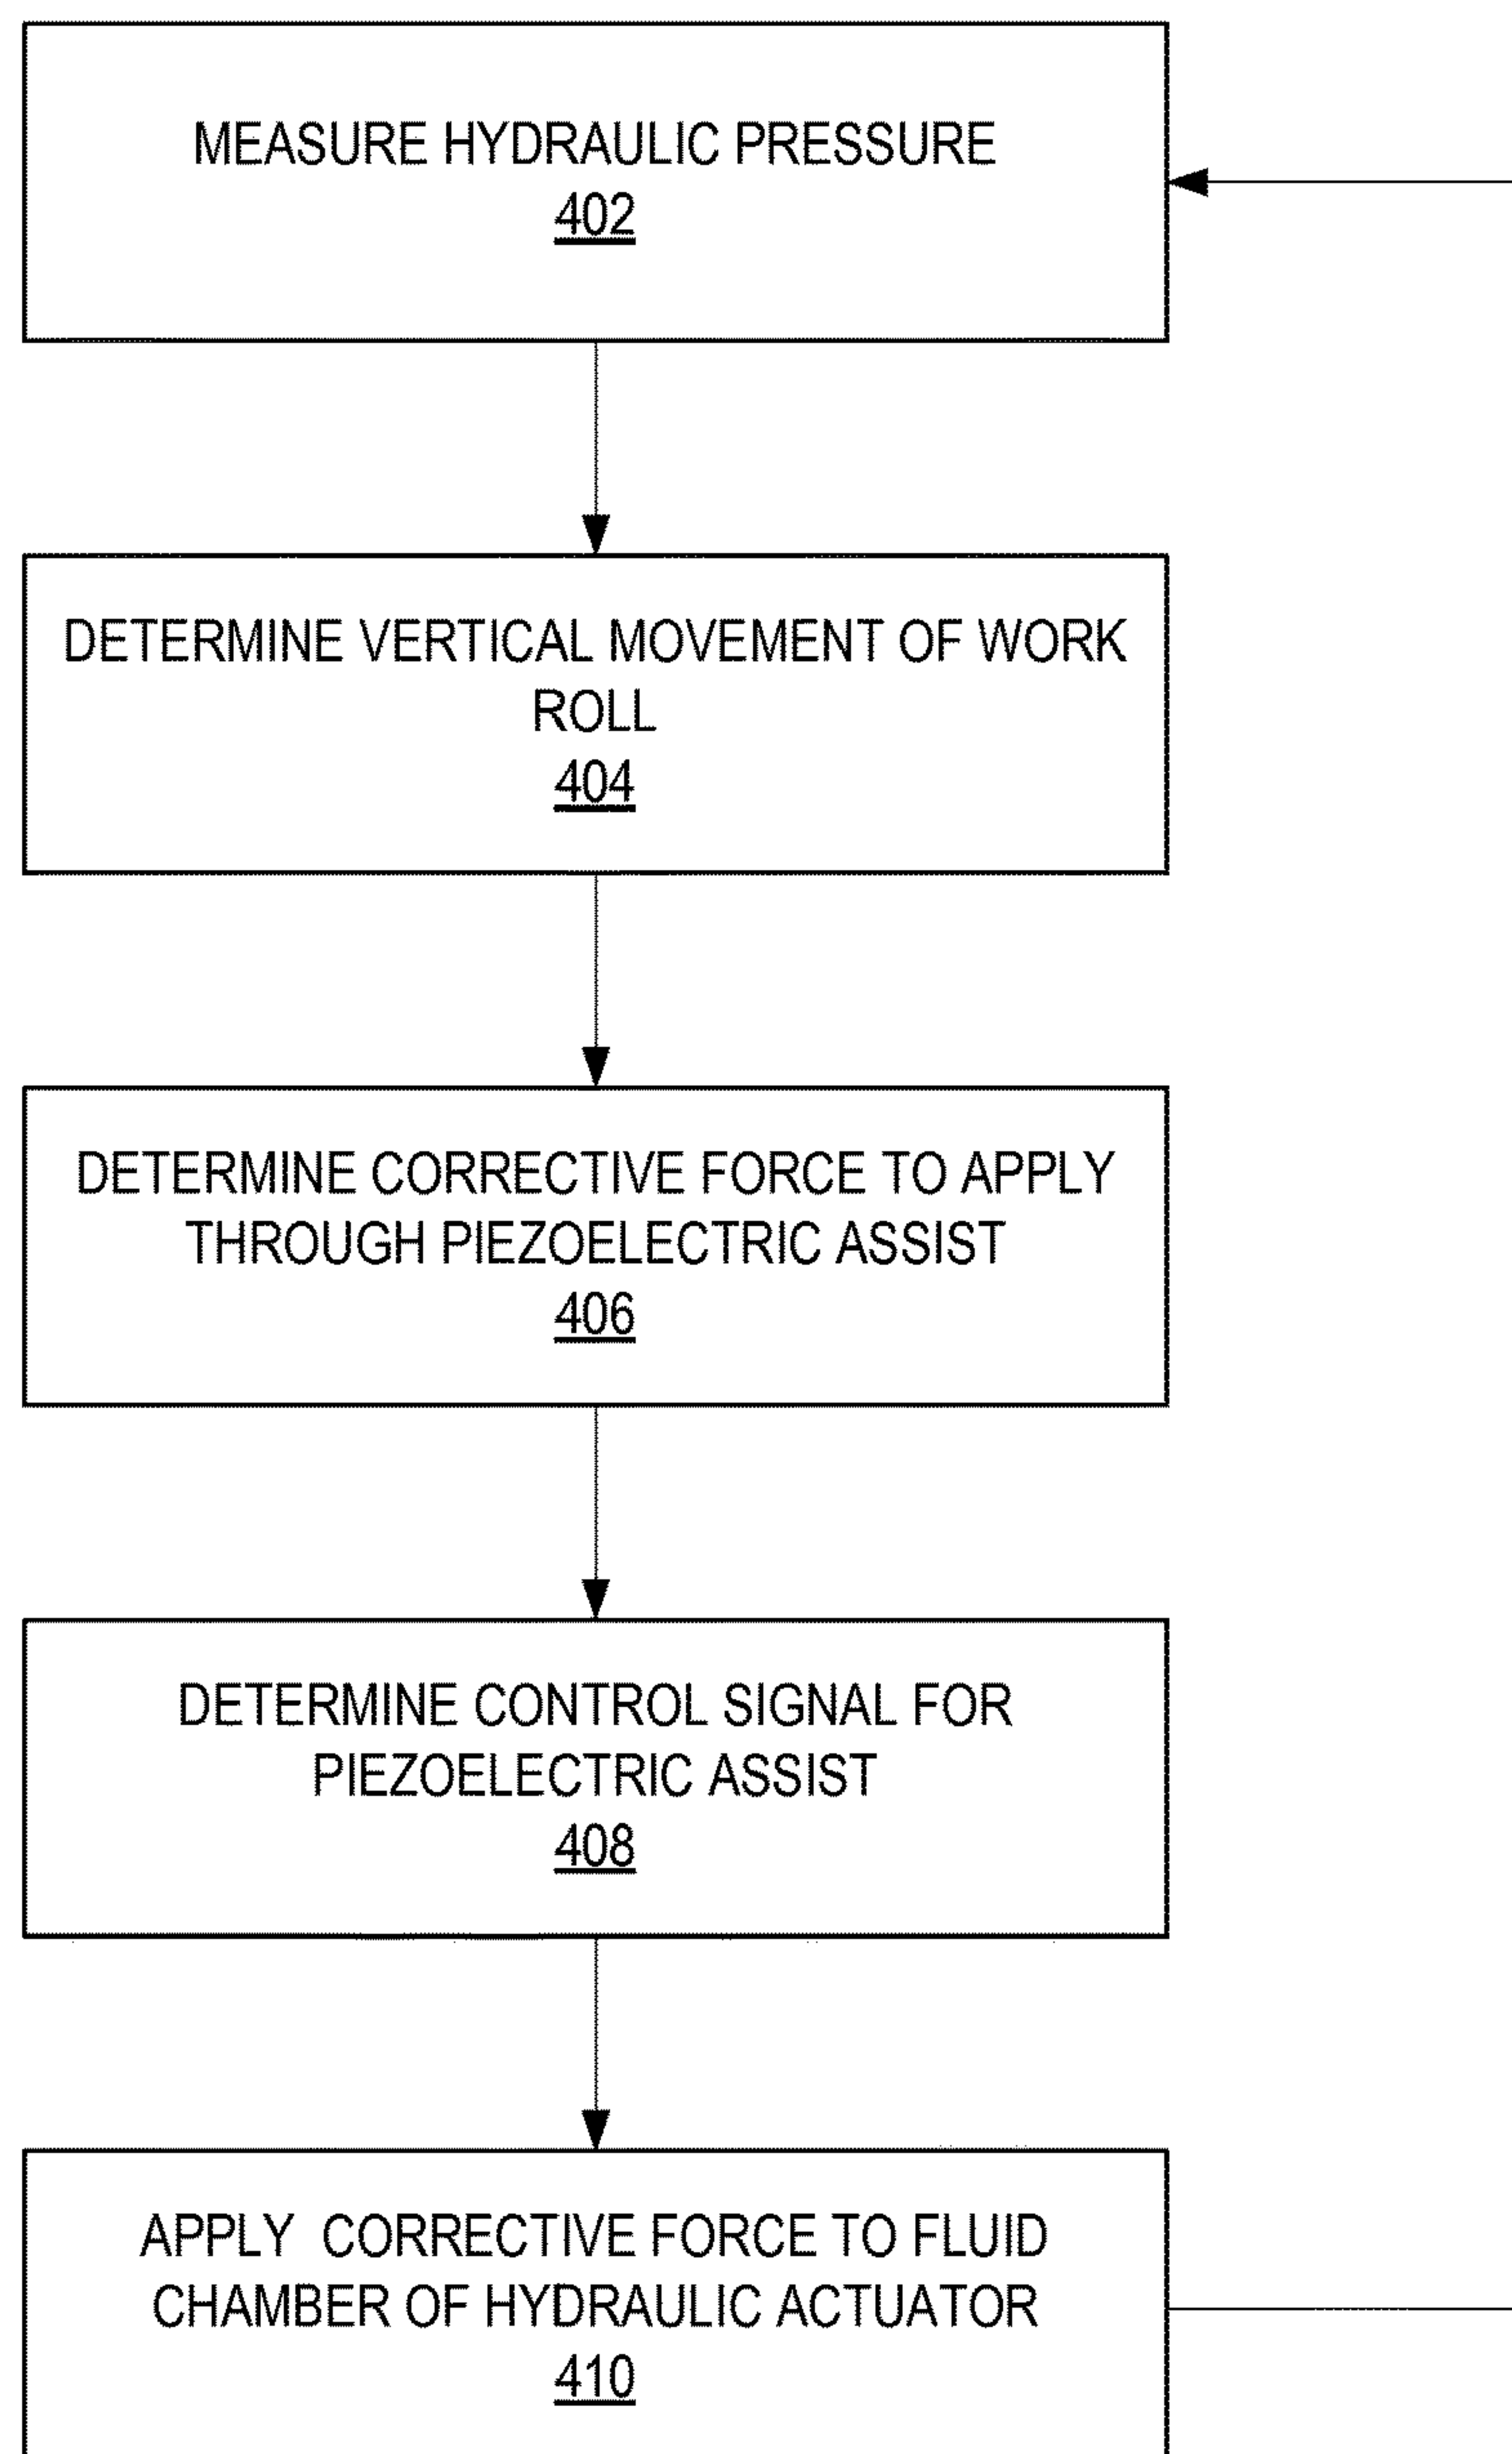 MEASURE HYDRAULIC PRESSURE
402
DETERMINE VERTICAL MOVEMENT OF WORK
ROLL
404
DETERMINE CORRECTIVE FORCE TO APPLY
THROUGH PIEZOELECTRIC ASSIST
406
DETERMINE CONTROL SIGNAL FOR
PIEZOELECTRIC ASSIST
408
APPLY CORRECTIVE FORCE TO FLUID
CHAMBER OF HYDRAULIC ACTUATOR
410